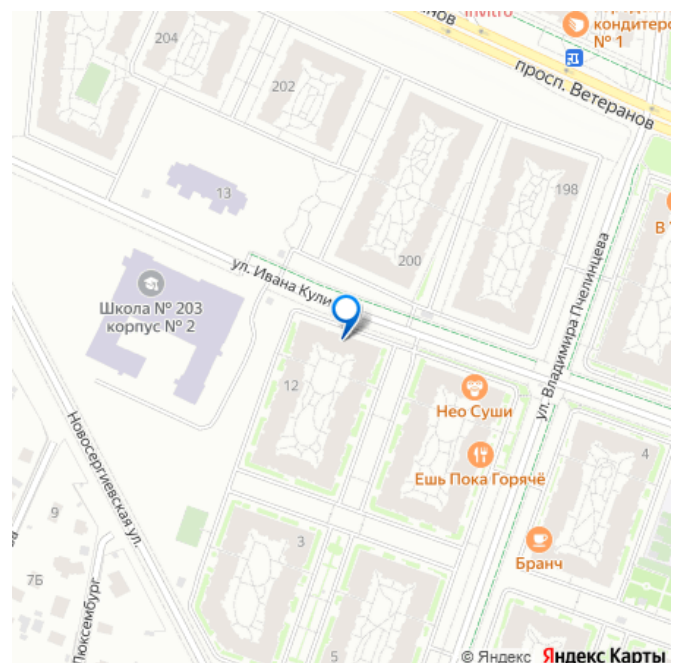 invitro
кондитерс
№ 1
204
202
просп. Ветеранов
13
198
В
200
ул. Ивана Кули
ул. Владимира Пчелинцева
Школа № 203
корпус № 2
12
Нео Суши
Ешь Пока Горячё
4
Новосергиевская ул.
9
3
Бранч
7Б
Люксембург
5
© Яндекс Яндекс Карты